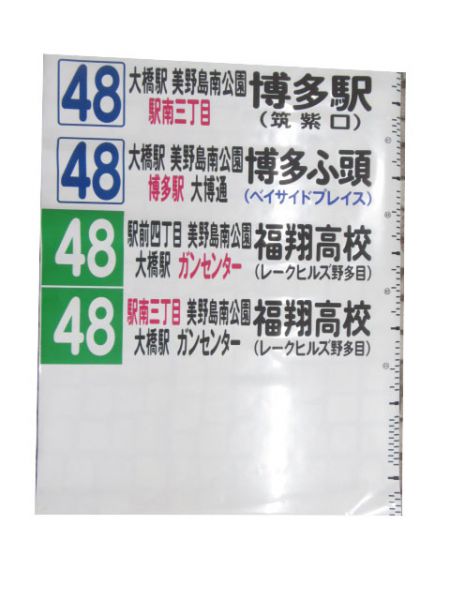 48 大橋駅 美野島南公園 博多駅
駅南三丁目 (筑紫口)
48 大橋駅 美野島南公園 博多ふ頭
博多駅 大博通 (ベイサイドプレイス)
48 駅前四丁目 美野島南公園 福翔高校
大橋駅 ガンセンター (レークヒルズ野多目)
48 駅南三丁目 美野島南公園 福翔高校
大橋駅 ガンセンター (レークヒルズ野多目)